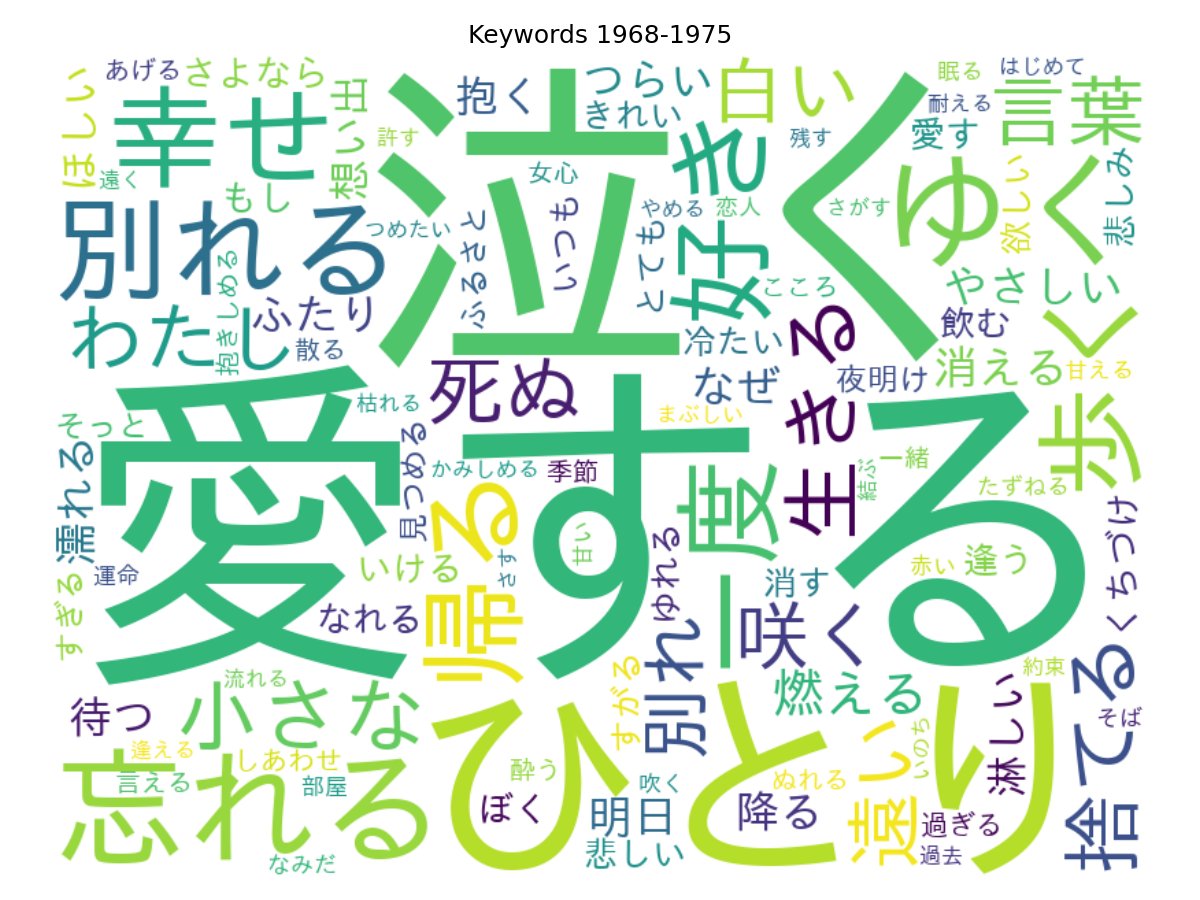 Keywords 1968-1975
愛する
泣く
ひとり
忘れる
別れる
幸せ
ゆく
帰る
一度
好き
生きる
歩く
言葉
白い
わたし
死ぬ
小さな
咲く
別れ
捨てる
遠い
燃える
あげる
さよなら
ほしい
遠く
もし
想い出
許す
抱く
つらい
きれい
女心
ふるさと
いつも
とても
やめる
恋人
残す
さがす
眠る
はじめて
耐える
愛す
欲しい
悲しみ
やさしい
こころ
つめたい
抱きしめる
ふたり
散る
冷たい
飲む
なぜ
夜明け
消える
甘える
まぶしい
枯れる
そっと
濡れる
見つめる
かみしめる
季節
甘い
さす
ゆれる
一緒
結ぶ
たずねる
赤い
逢う
消す
くちづけ
運命
すぎる
いける
なれる
流れる
待つ
逢える
言える
しあわせ
部屋
なみだ
酔う
ぼく
吹く
明日
悲しい
すがる
ぬれる
降る
いのち
過ぎる
過去
淋しい
約束
そば